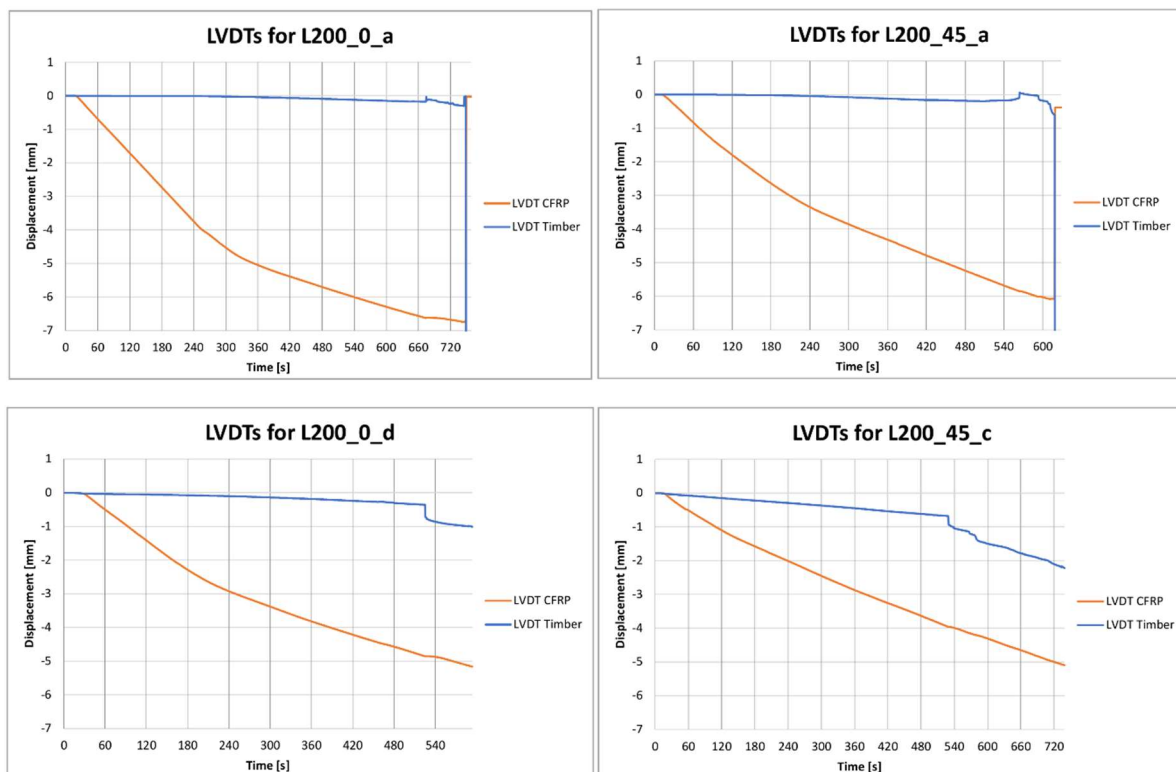 LVDTs for L200_0_a
1
0
-1
-2
-3
-4
-5
-6
-7
Displacement [mm]
0 60 120 180 240 300 360 420 480 540 600 660 720
Time [s]
LVDT CFRP
LVDT Timber
LVDTs for L200_45_a
1
0
-1
-2
-3
-4
-5
-6
-7
Displacement [mm]
0 60 120 180 240 300 360 420 480 540 600
Time [s]
LVDT CFRP
LVDT Timber
LVDTs for L200_0_d
1
0
-1
-2
-3
-4
-5
-6
-7
Displacement [mm]
0 60 120 180 240 300 360 420 480 540
Time [s]
LVDT CFRP
LVDT Timber
LVDTs for L200_45_c
1
0
-1
-2
-3
-4
-5
-6
-7
Displacement [mm]
0 60 120 180 240 300 360 420 480 540 600 660 720
Time [s]
LVDT CFRP
LVDT Timber